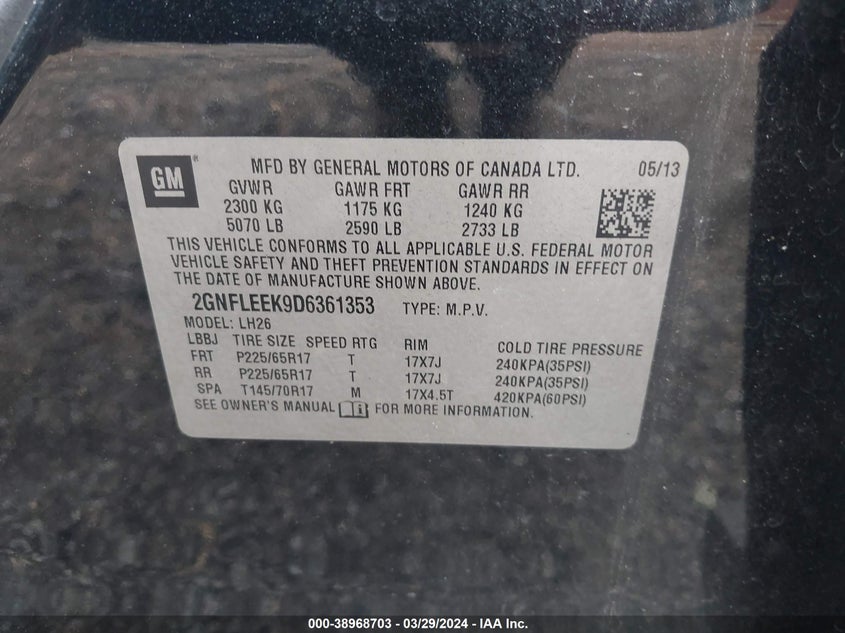 GM ® MFD BY GENERAL MOTORS OF CANADA LTD. 05/13
GVWR GAWR FRT GAWR RR
2300 KG 1175 KG 1240 KG
5070 LB 2590 LB 2733 LB
THIS VEHICLE CONFORMS TO ALL APPLICABLE U.S. FEDERAL MOTOR
VEHICLE SAFETY AND THEFT PREVENTION STANDARDS IN EFFECT ON
THE DATE OF MANUFACTURE SHOWN ABOVE.
2GNFLEEK9D6361353 TYPE: M.P.V.
MODEL: LH26
LBBJ TIRE SIZE SPEED RTG RIM COLD TIRE PRESSURE
FRT P225/65R17 T 17X7J 240KPA(35PSI)
RR P225/65R17 T 17X7J 240KPA(35PSI)
SPA T145/70R17 M 17X4.5T 420KPA(60PSI)
SEE OWNER'S MANUAL FOR MORE INFORMATION.
000-38968703 - 03/29/2024 - IAA Inc.